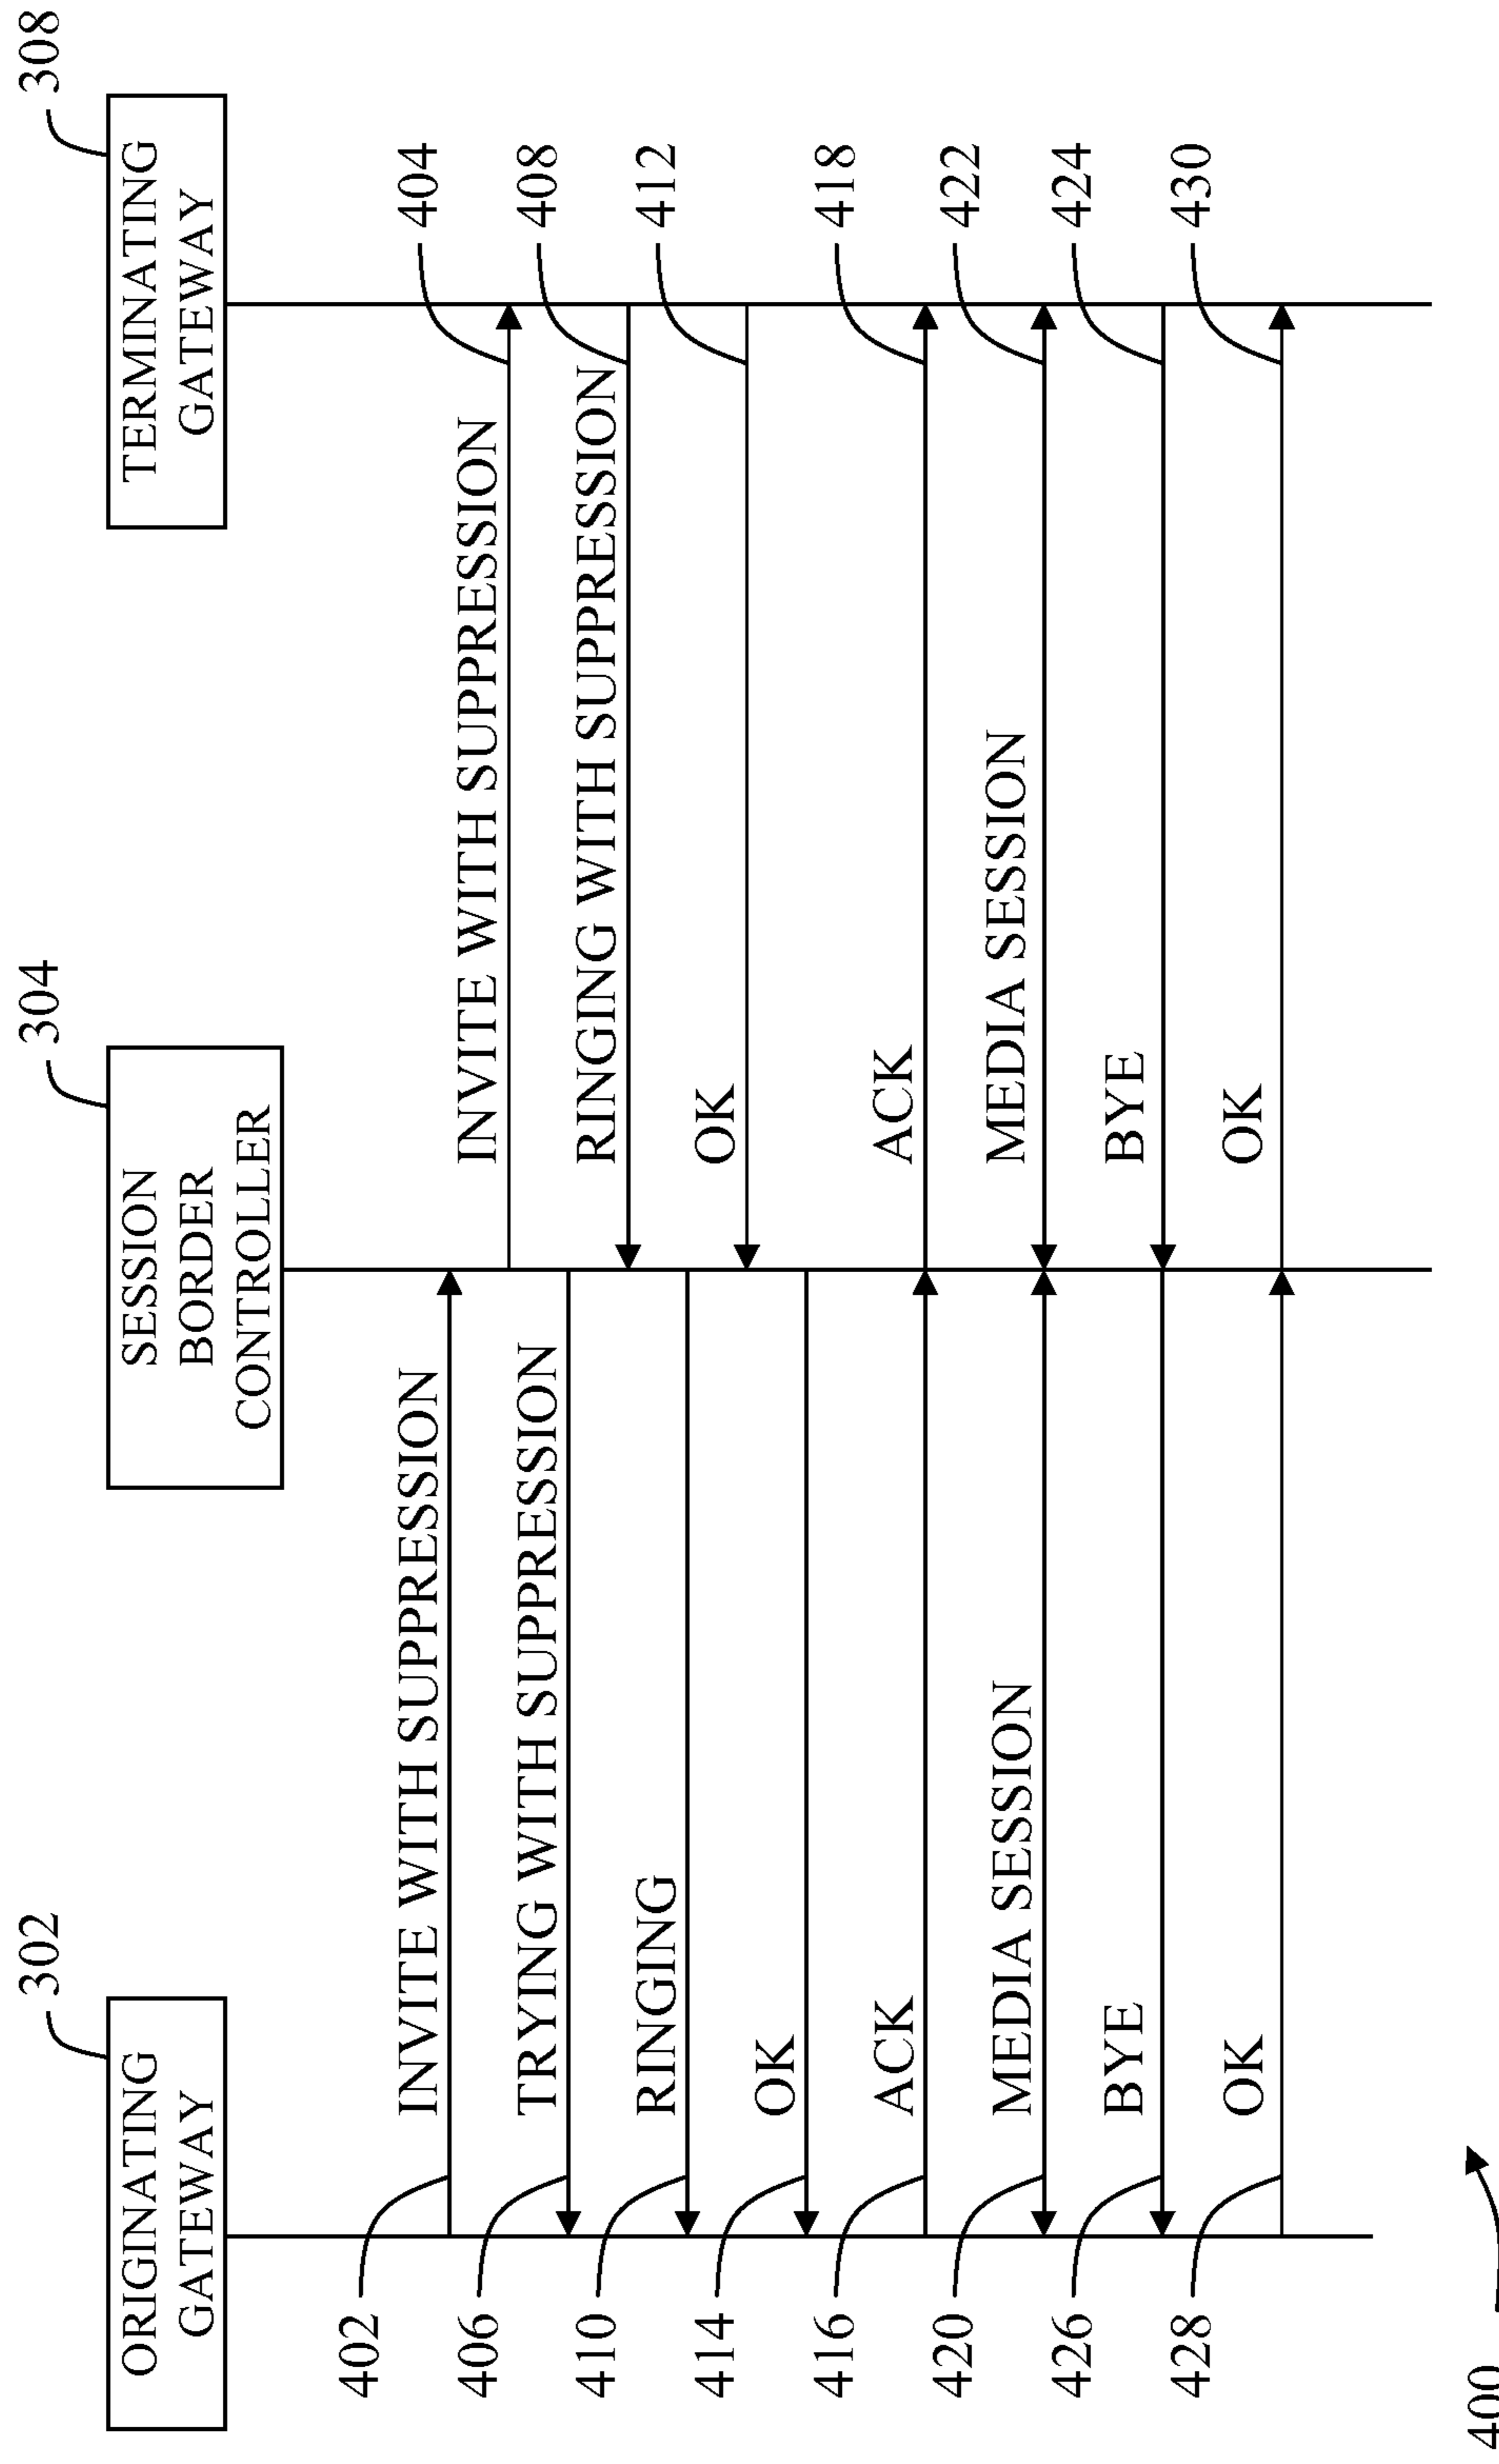 302
304
308
ORIGINATING
GATEWAY
SESSION
BORDER
CONTROLLER
TERMINATING
GATEWAY
402
INVITE WITH SUPPRESSION
404
INVITE WITH SUPPRESSION
406
TRYING WITH SUPPRESSION
408
RINGING WITH SUPPRESSION
410
RINGING
412
OK
414
OK
416
ACK
418
ACK
420
MEDIA SESSION
422
MEDIA SESSION
424
BYE
426
BYE
428
OK
430
OK
400